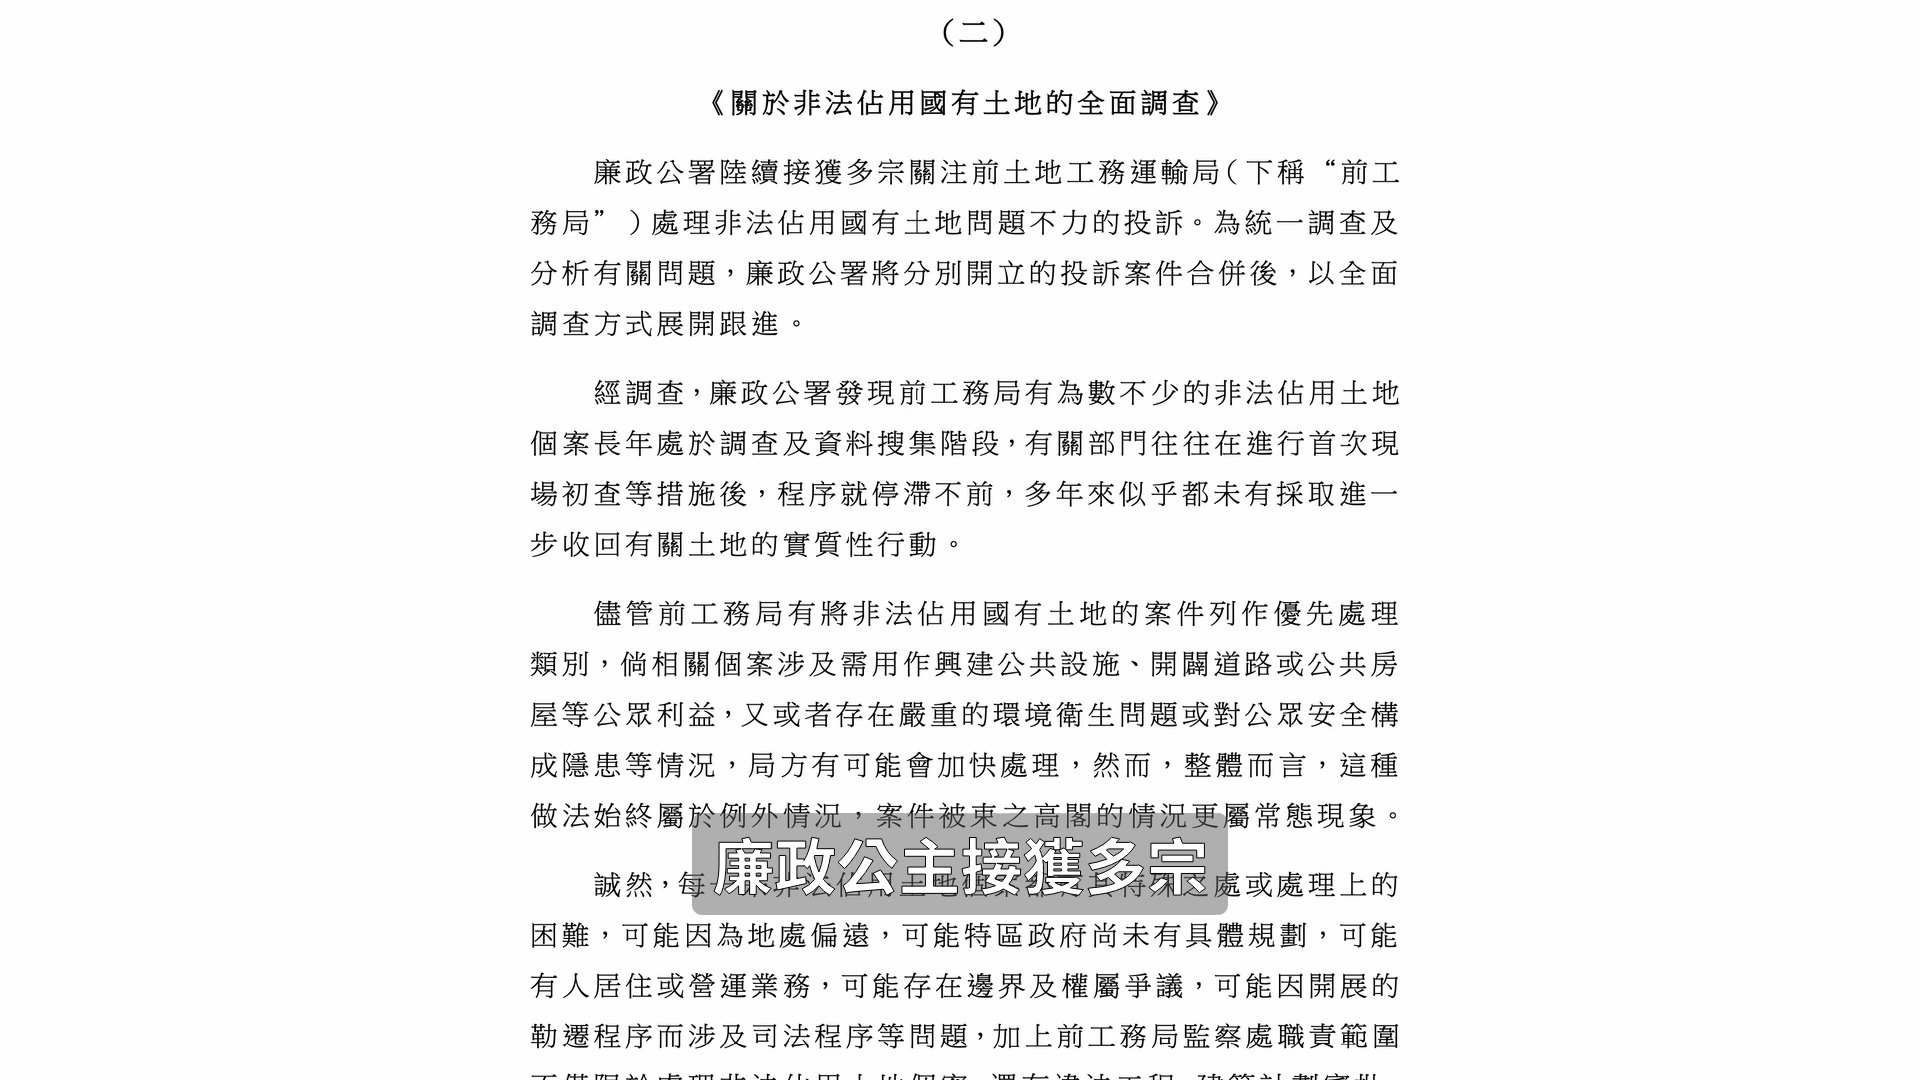 （二）
《關於非法佔用國有土地的全面調查》
廉政公署陸續接獲多宗關注前土地工務運輸局（下稱“前工
務局”）處理非法佔用國有土地問題不力的投訴。為統一調查及
分析有關問題，廉政公署將分別開立的投訴案件合併後，以全面
調查方式展開跟進。
經調查，廉政公署發現前工務局有為數不少的非法佔用土地
個案長年處於調查及資料搜集階段，有關部門往往在進行首次現
場初查等措施後，程序就停滯不前，多年來似乎都未有採取進一
步收回有關土地的實質性行動。
儘管前工務局有將非法佔用國有土地的案件列作優先處理
類別，倘相關個案涉及需用作興建公共設施、開闢道路或公共房
屋等公眾利益，又或者存在嚴重的環境衛生問題或對公眾安全構
成隱患等情況，局方有可能會加快處理，然而，整體而言，這種
做法始終屬於例外情況，案件被束之高閣的情況更屬常態現象。
廉政公主接獲多宗
誠然，每 處或處理上的
困難，可能因為地處偏遠，可能特區政府尚未有具體規劃，可能
有人居住或營運業務，可能存在邊界及權屬爭議，可能因開展的
勒遷程序而涉及司法程序等問題，加上前工務局監察處職責範圍